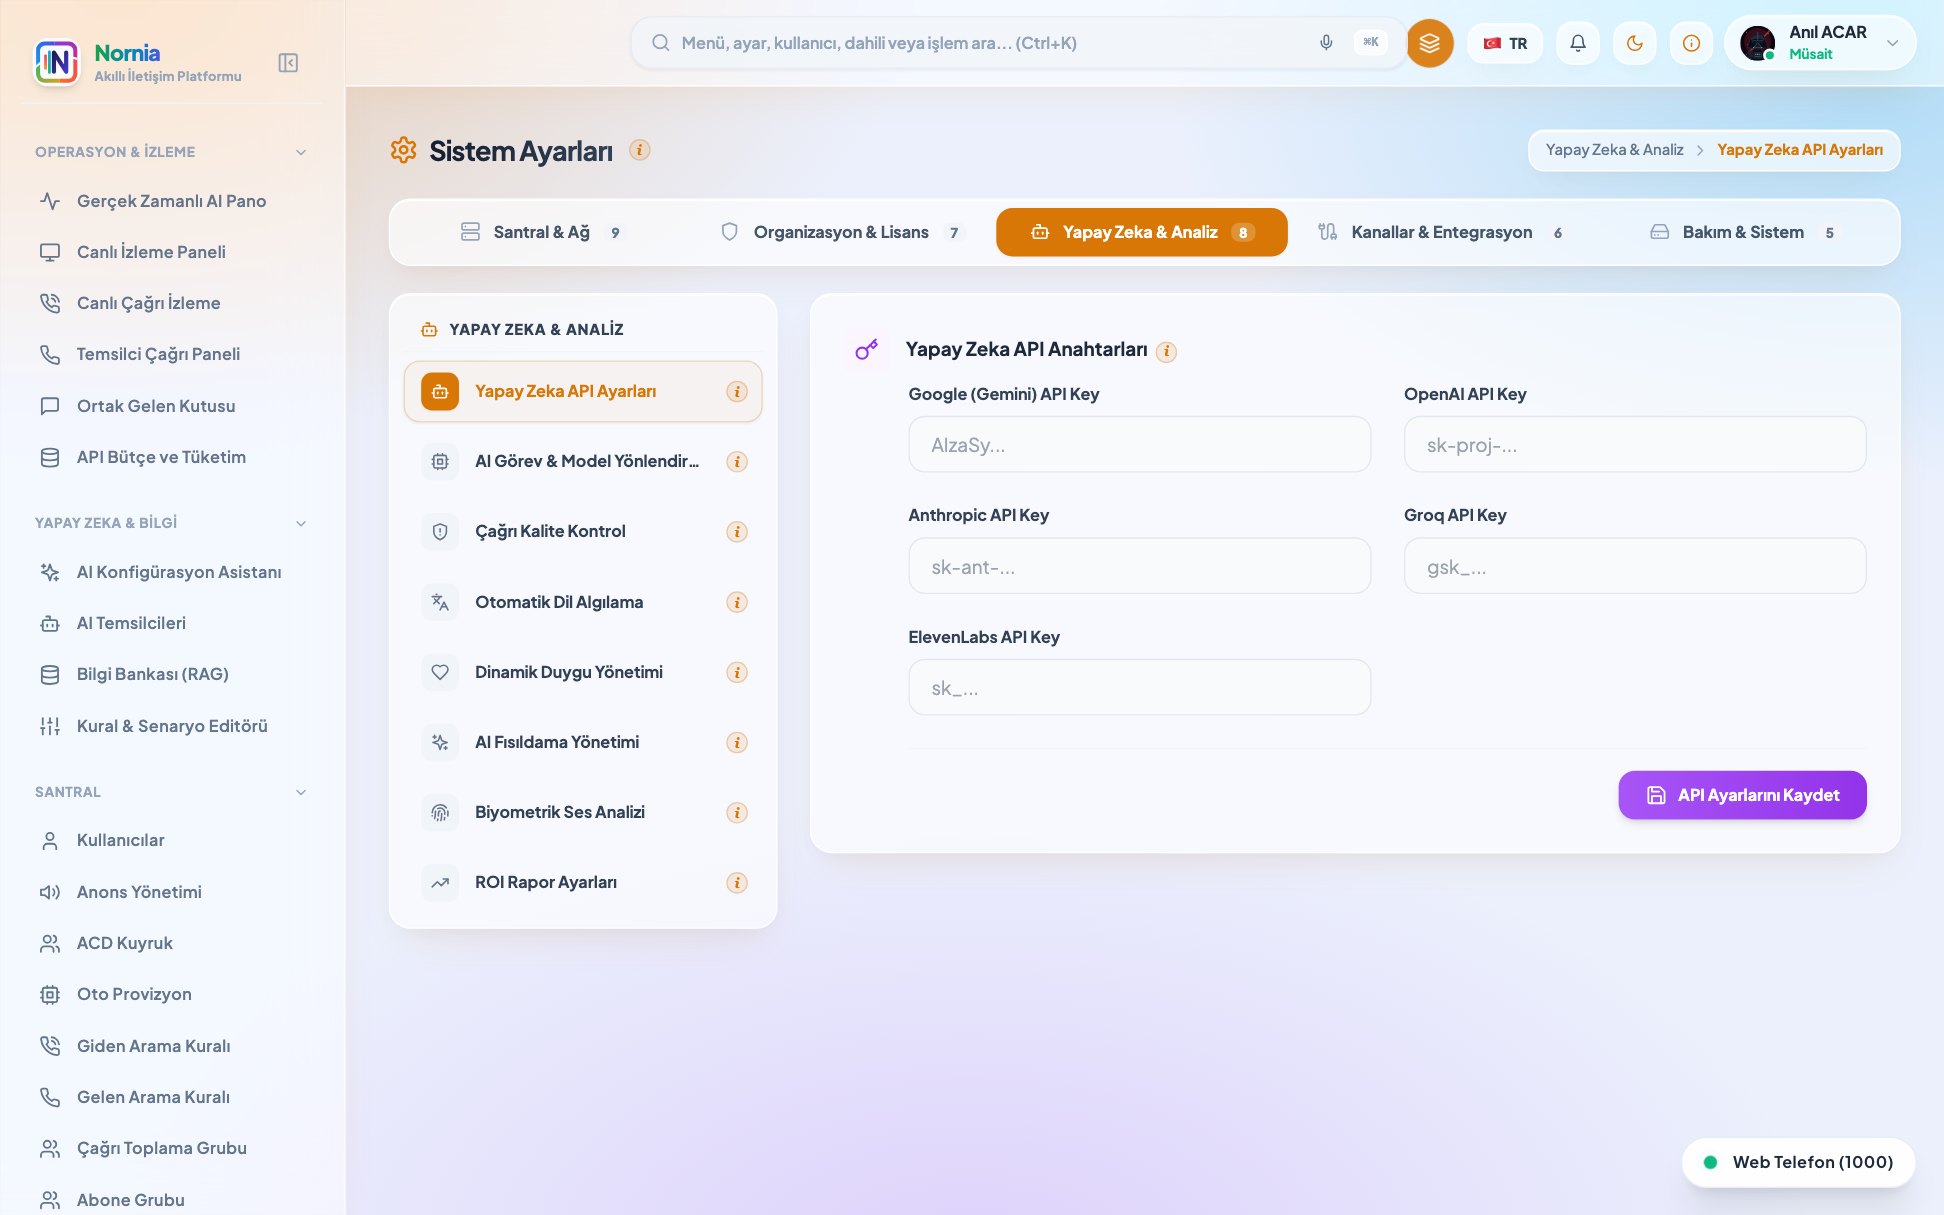 Nornia
Akıllı İletişim Platformu
OPERASYON & İZLEME
Gerçek Zamanlı AI Pano
Canlı İzleme Paneli
Canlı Çağrı İzleme
Temsilci Çağrı Paneli
Ortak Gelen Kutusu
API Bütçe ve Tüketim
YAPAY ZEKA & BİLGİ
AI Konfigürasyon Asistanı
AI Temsilcileri
Bilgi Bankası (RAG)
Kural & Senaryo Editörü
SANTRAL
Kullanıcılar
Anons Yönetimi
ACD Kuyruk
Oto Provizyon
Giden Arama Kuralı
Gelen Arama Kuralı
Çağrı Toplama Grubu
Abone Grubu
Menü, ayar, kullanıcı, dahili veya işlem ara... (Ctrl+K)
⌘K
TR
Anıl ACAR
Müsait
Sistem Ayarları
Yapay Zeka & Analiz > Yapay Zeka API Ayarları
Santral & Ağ 9
Organizasyon & Lisans 7
Yapay Zeka & Analiz 8
Kanallar & Entegrasyon 6
Bakım & Sistem 5
YAPAY ZEKA & ANALİZ
Yapay Zeka API Ayarları
AI Görev & Model Yönlendir...
Çağrı Kalite Kontrol
Otomatik Dil Algılama
Dinamik Duygu Yönetimi
AI Fısıldama Yönetimi
Biyometrik Ses Analizi
ROI Rapor Ayarları
Yapay Zeka API Anahtarları
Google (Gemini) API Key
AIzaSy...
OpenAI API Key
sk-proj-...
Anthropic API Key
sk-ant-...
Groq API Key
gsk_...
ElevenLabs API Key
sk_...
API Ayarlarını Kaydet
Web Telefon (1000)